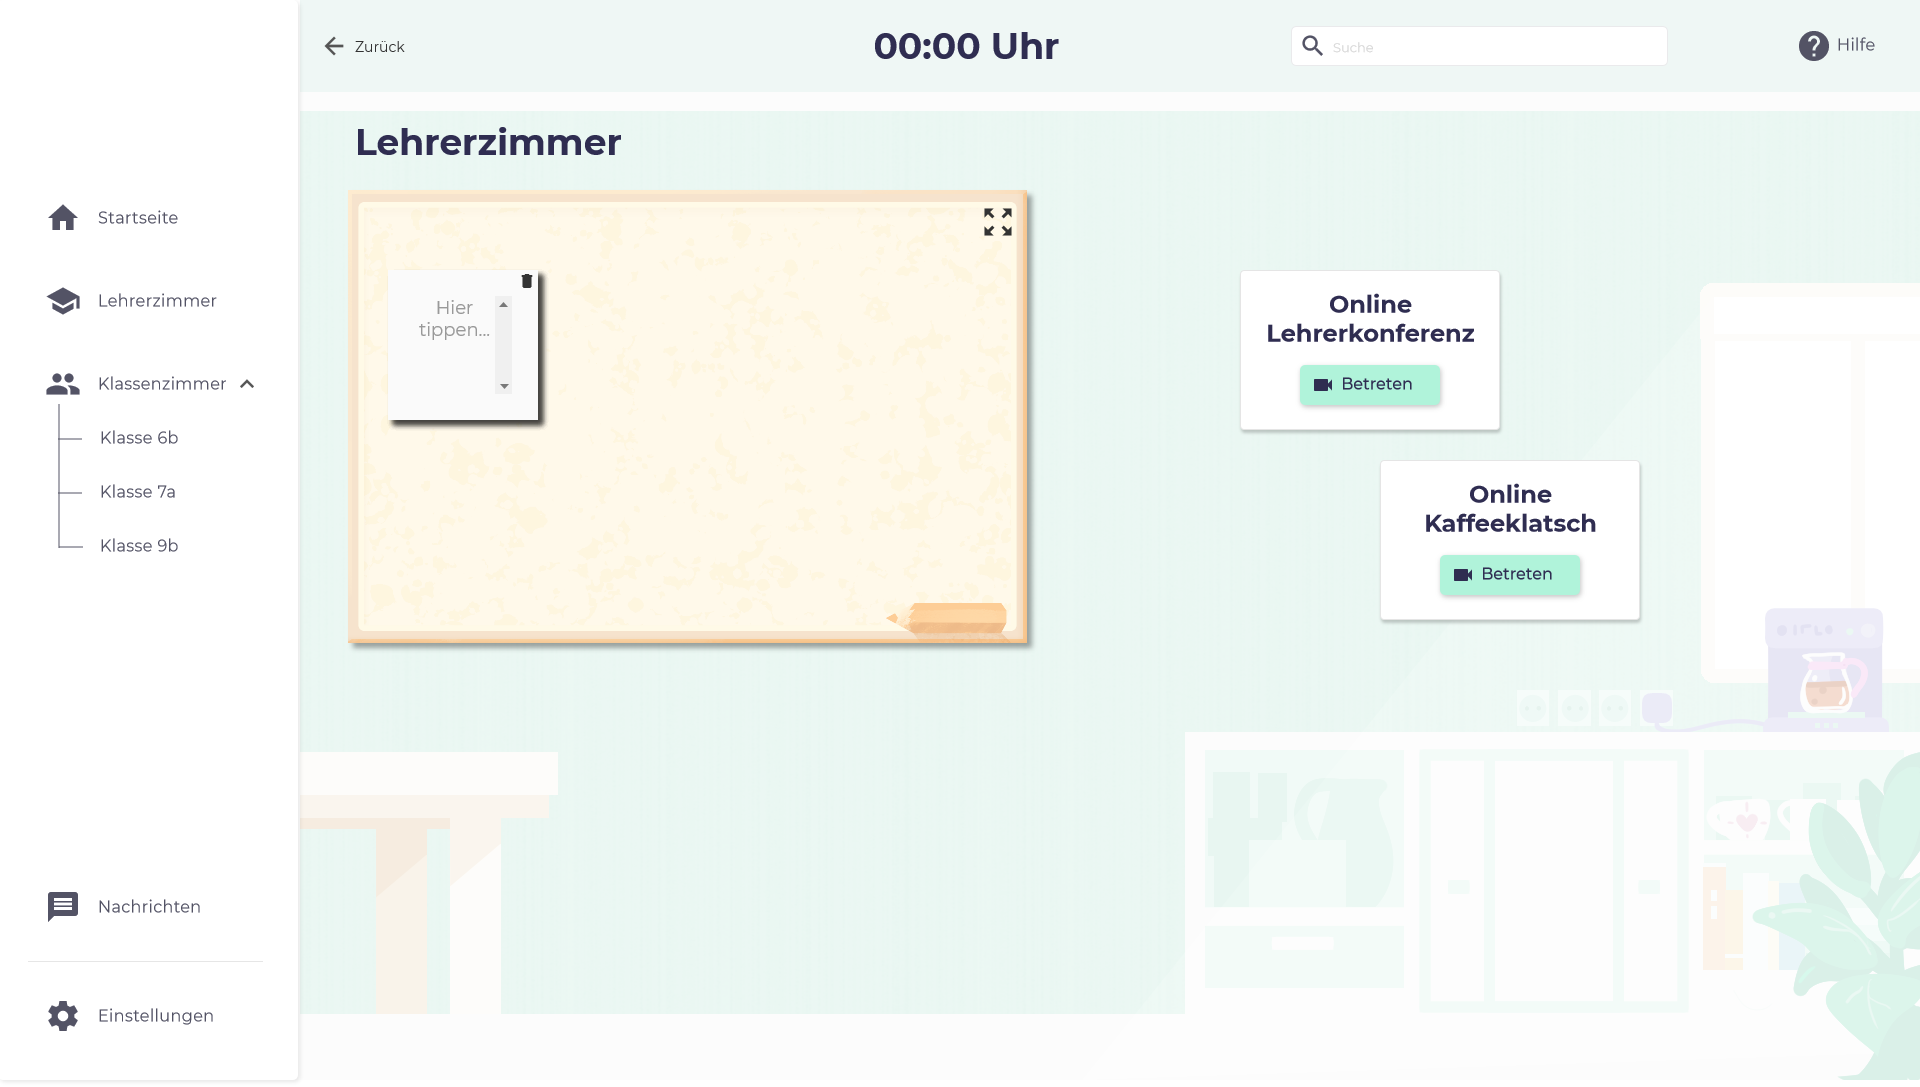 Zurück
00:00 Uhr
Suche
Hilfe
Startseite
Lehrerzimmer
Klassenzimmer
Klasse 6b
Klasse 7a
Klasse 9b
Nachrichten
Einstellungen
Lehrerzimmer
Hier
tippen...
Online
Lehrerkonferenz
Betreten
Online
Kaffeeklatsch
Betreten